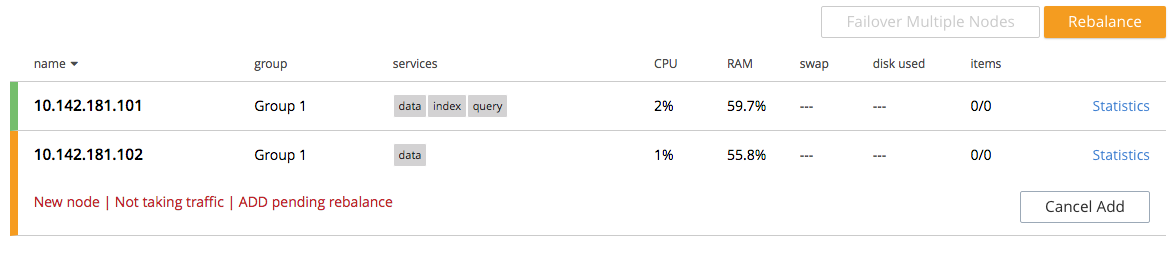 Failover Multiple Nodes Rebalance
name group services CPU RAM swap disk used items
10.142.181.101 Group 1 data index query 2% 59.7% --- --- 0/0 Statistics
10.142.181.102 Group 1 data 1% 55.8% --- --- 0/0 Statistics
New node | Not taking traffic | ADD pending rebalance Cancel Add